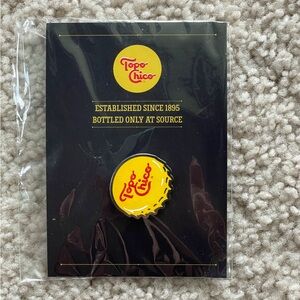 Topo
Chico
ESTABLISHED SINCE 1895
BOTTLED ONLY AT SOURCE
Topo
Chico